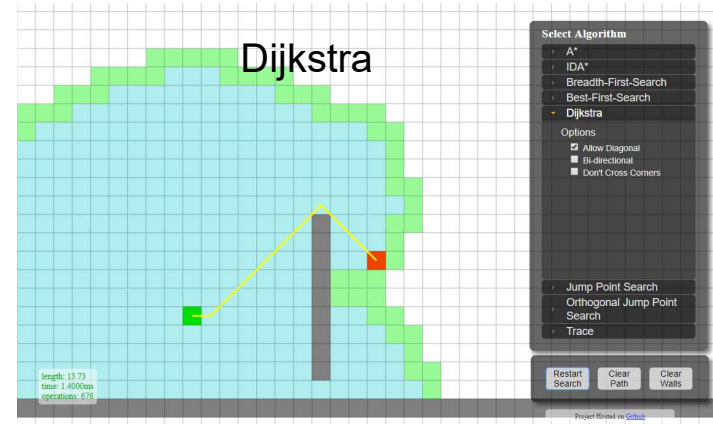 Dijkstra
Select Algorithm
A*
IDA*
Breadth-First-Search
Best-First-Search
Dijkstra
Options
Allow Diagonal
Bi-directional
Don't Cross Corners
Jump Point Search
Orthogonal Jump Point
Search
Trace
Restart
Search
Clear
Path
Clear
Walls
Project Hosted on Github
length: 13.73
time: 1.4000ms
operations: 676